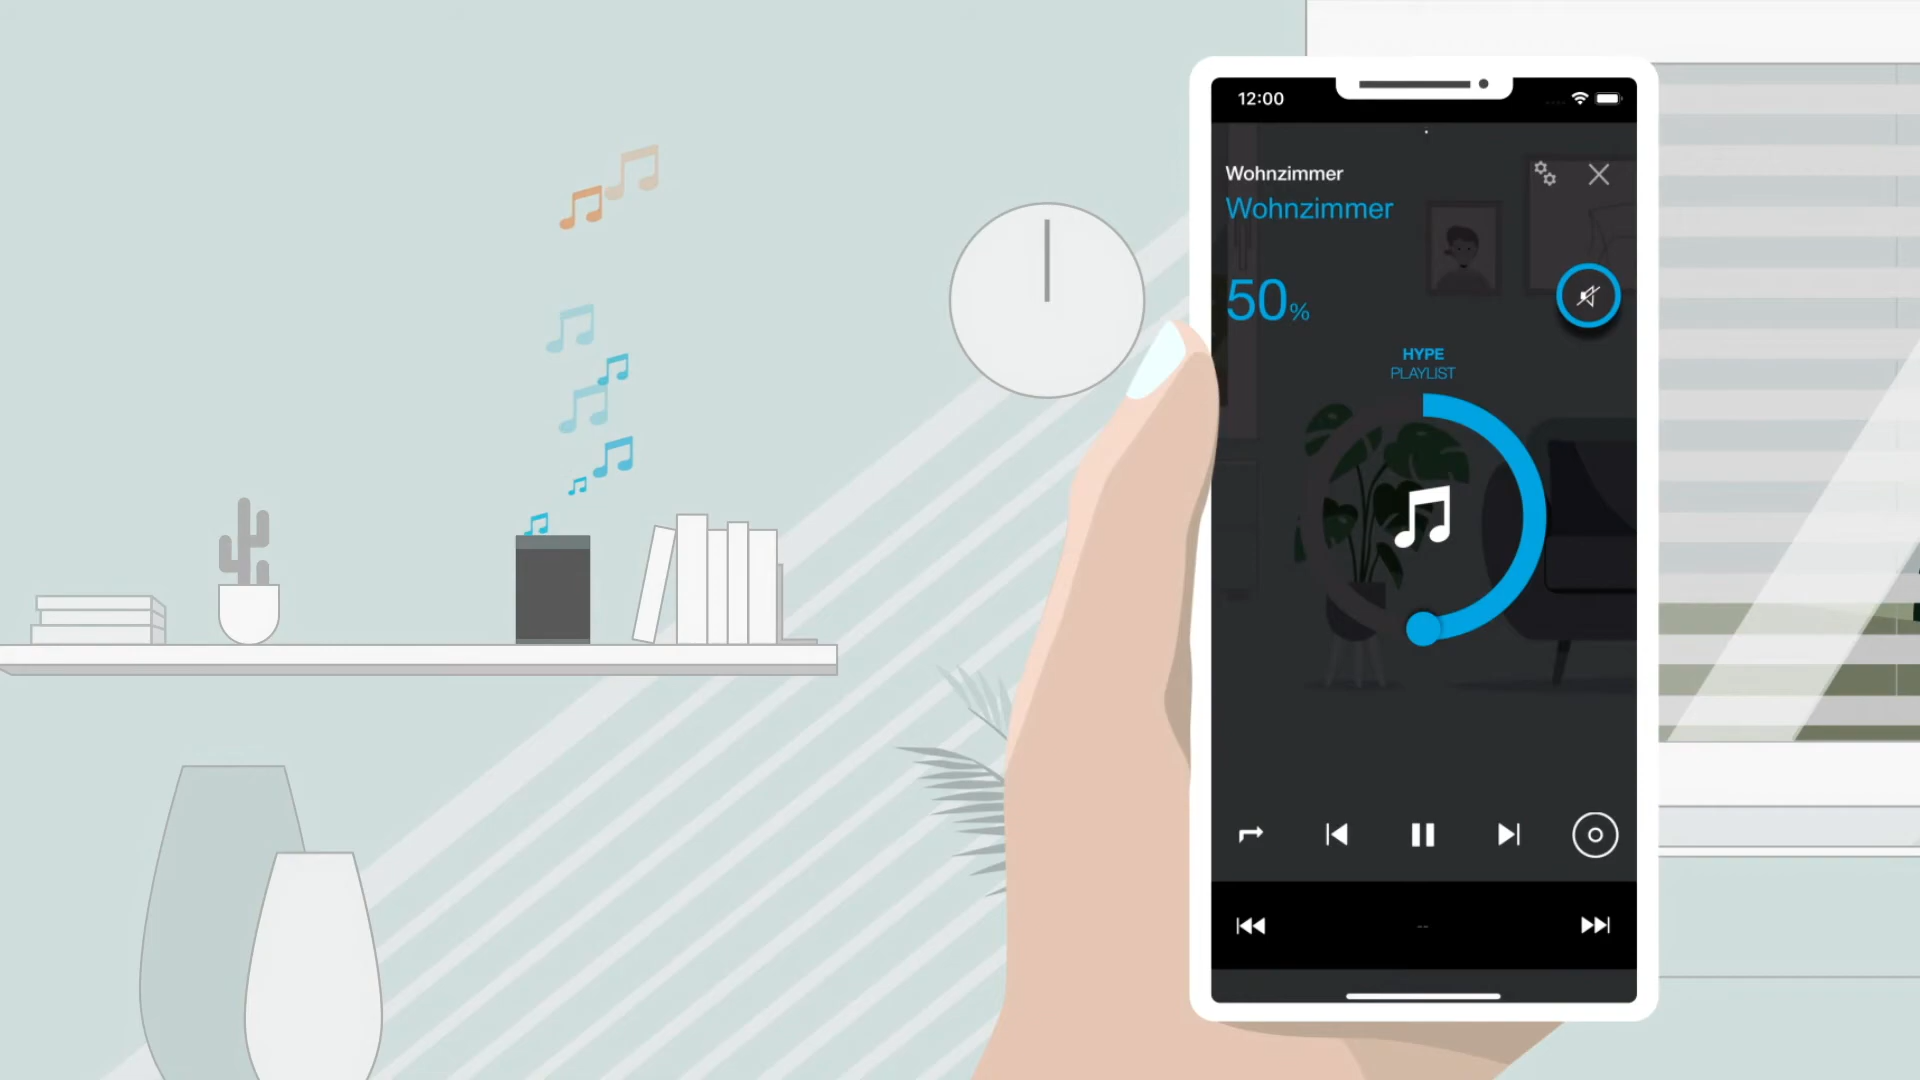 12:00
Wohnzimmer
Wohnzimmer
50%
HYPE
PLAYLIST
--